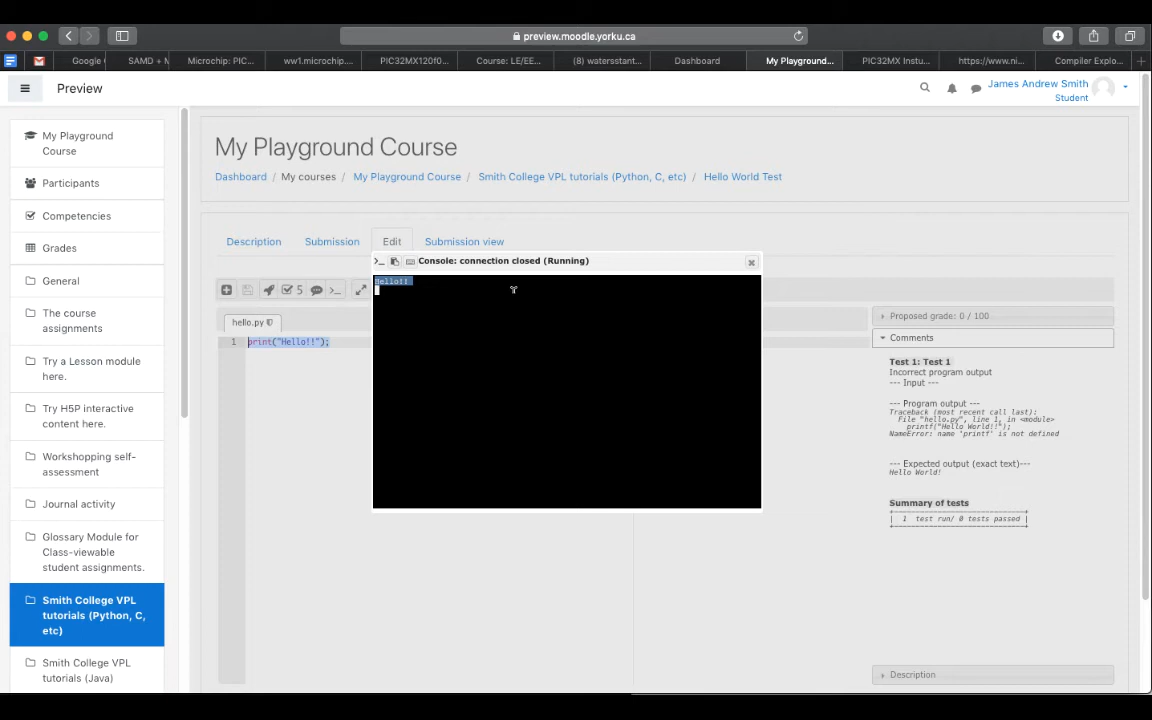 preview.moodle.yorku.ca
Google
SAMD + M
Microchip: PIC...
ww1.microchip....
PIC32MX120f0...
Course: LE/EE...
(8) watersstant...
Dashboard
My Playground...
PIC32MX Instu...
https://www.ni...
Compiler Explo...
Preview
James Andrew Smith
Student
My Playground
Course
Participants
Competencies
Grades
General
The course
assignments
Try a Lesson module
here.
Try H5P interactive
content here.
Workshopping self-
assessment
Journal activity
Glossary Module for
Class-viewable
student assignments.
Smith College VPL
tutorials (Python, C,
etc)
Smith College VPL
tutorials (Java)
My Playground Course
Dashboard / My courses / My Playground Course / Smith College VPL tutorials (Python, C, etc) / Hello World Test
Description Submission Edit Submission view
Console: connection closed (Running)
Hello!!
5
hello.py
1 print("Hello!!");
Proposed grade: 0 / 100
Comments
Test 1: Test 1
Incorrect program output
--- Input ---
--- Program output ---
Traceback (most recent call last):
File "hello.py", line 1, in <module>
printf("Hello World!!");
NameError: name 'printf' is not defined
--- Expected output (exact text)---
Hello World!
Summary of tests
| 1 test run/ 0 tests passed |
Description